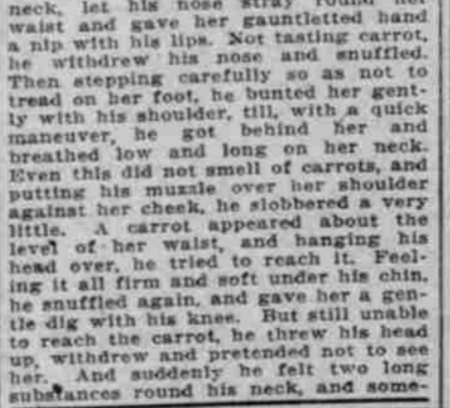 neck, let his nose stray round her
waist and gave her gauntletted hand
a nip with his lips. Not tasting carrot,
he withdrew his nose and snuffled.
Then stepping carefully so as not to
tread on her foot, he bunted her gent-
ly with his shoulder, till, with a quick
maneuver, he got behind her and
breathed low and long on her neck.
Even this did not smell of carrots, and
putting his muzzle over her shoulder
against her cheek, he slobbered a very
little. A carrot appeared about the
level of her waist, and hanging his
head over, he tried to reach it. Feel-
ing it all firm and soft under his chin,
he snuffled again, and gave her a gen-
tle dig with his knee. But still unable
to reach the carrot, he threw his head
up, withdrew and pretended not to see
her. And suddenly he felt two long
substances round his neck, and some-